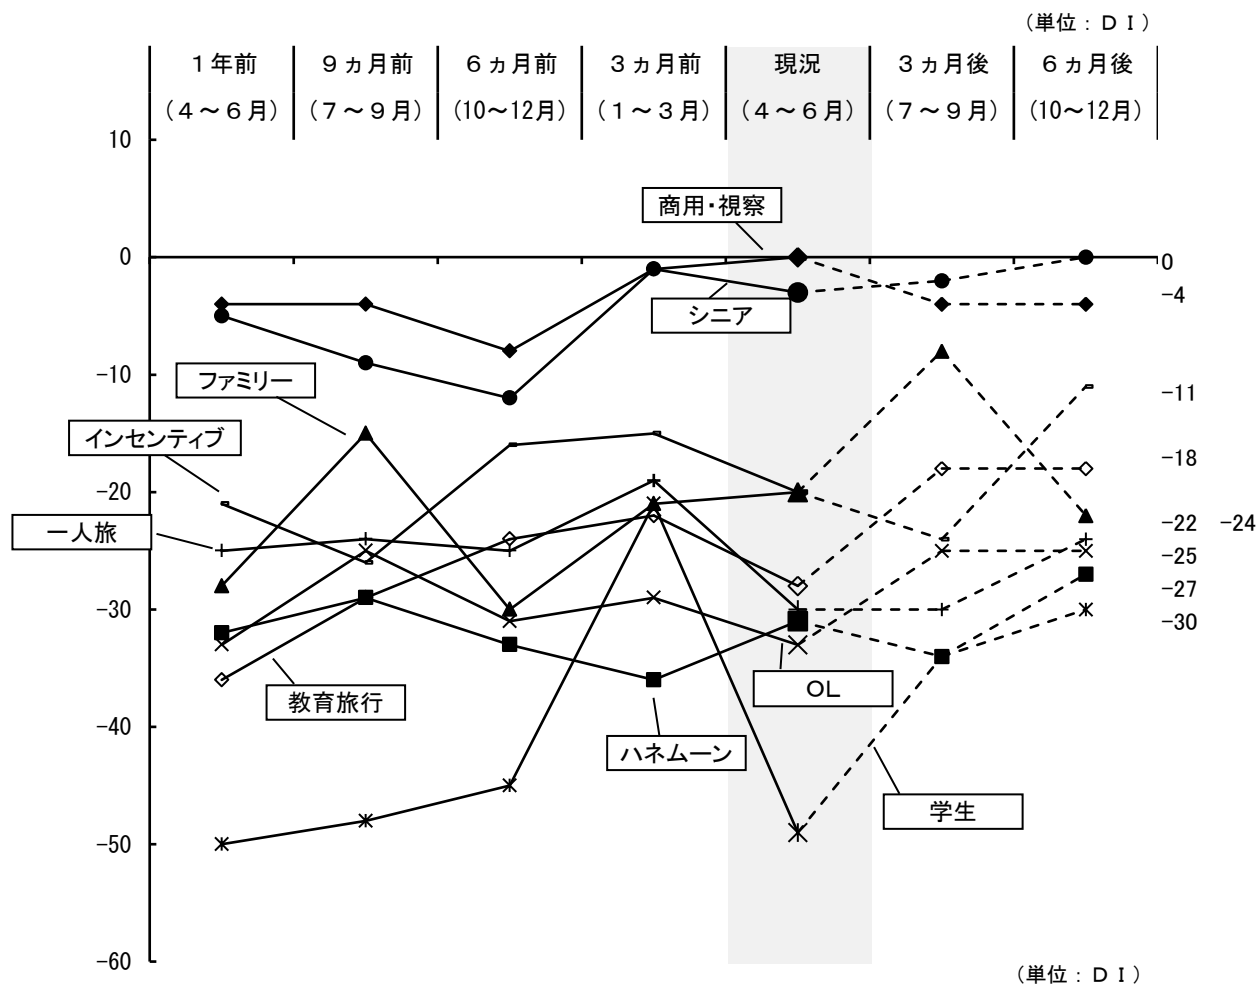 （単位：ＤＩ）
１年前 ９ヵ月前 ６ヵ月前 ３ヵ月前 現況 ３ヵ月後 ６ヵ月後
（４～６月） （７～９月） （10～12月） （１～３月） （４～６月） （７～９月） （10～12月）
10
商用・視察
0
0
シニア
-4
-10
ファミリー
-11
インセンティブ
-18
-20
一人旅
-22 -24
-25
-27
-30
-30
OL
教育旅行
-40
ハネムーン
学生
-50
-60
（単位：ＤＩ）